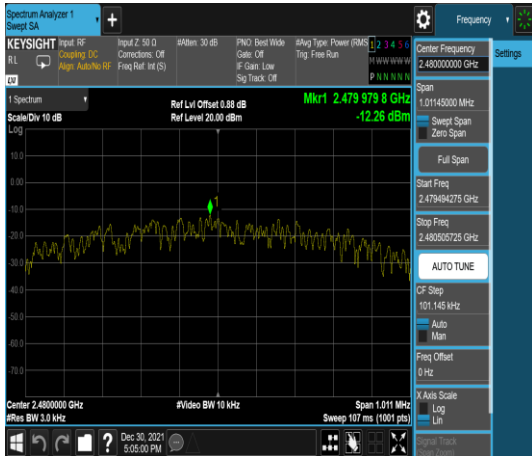 Spectrum Analyzer 1
Swept SA
+
Frequency
KEYSIGHT
RL
LXI
Input: RF
Coupling: DC
Align: Auto/No RF
Input Z: 50 Ω
Corrections: Off
Freq Ref: Int (S)
#Atten: 30 dB
PNO: Best Wide
Gate: Off
IF Gain: Low
Sig Track: Off
#Avg Type: Power (RMS
Trig: Free Run
1 2 3 4 5 6
M W W W W W
P N N N N N
1 Spectrum
Scale/Div 10 dB
Log
Ref Lvl Offset 0.88 dB
Ref Level 20.00 dBm
Mkr1 2.479 979 8 GHz
-12.26 dBm
10.0
0.00
-10.0
-20.0
-30.0
-40.0
-50.0
-60.0
-70.0
1
Center 2.4800000 GHz
#Res BW 3.0 kHz
#Video BW 10 kHz
Span 1.011 MHz
Sweep 107 ms (1001 pts)
Center Frequency
2.480000000 GHz
Settings
Span
1.01145000 MHz
Swept Span
Zero Span
Full Span
Start Freq
2.479494275 GHz
Stop Freq
2.480505725 GHz
AUTO TUNE
CF Step
101.145 kHz
Auto
Man
Freq Offset
0 Hz
X Axis Scale
Log
Lin
Signal Track
(Span Zoom)
?
Dec 30, 2021
5:05:00 PM